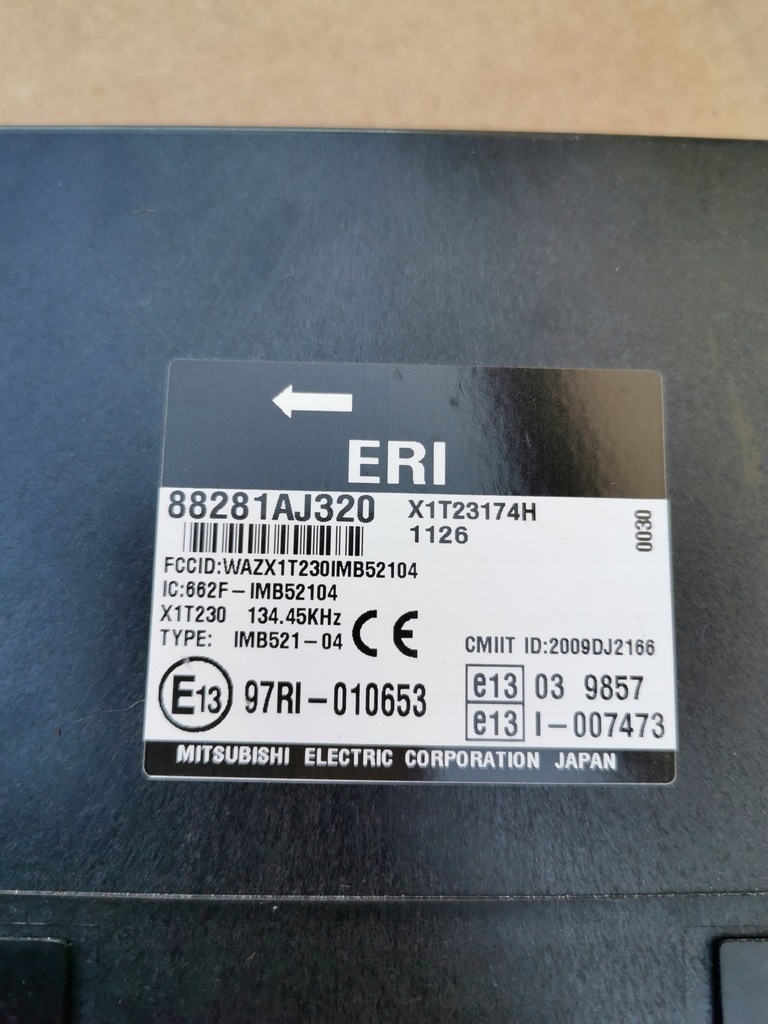 ERI
88281AJ320 X1T23174H
1126
0030
FCCID:WAZX1T230IMB52104
IC:662F-IMB52104
X1T230 134.45KHz
TYPE: IMB521-04 CE
CMIIT ID:2009DJ2166
E13 97RI-010653
e13 03 9857
e13 I-007473
MITSUBISHI ELECTRIC CORPORATION JAPAN